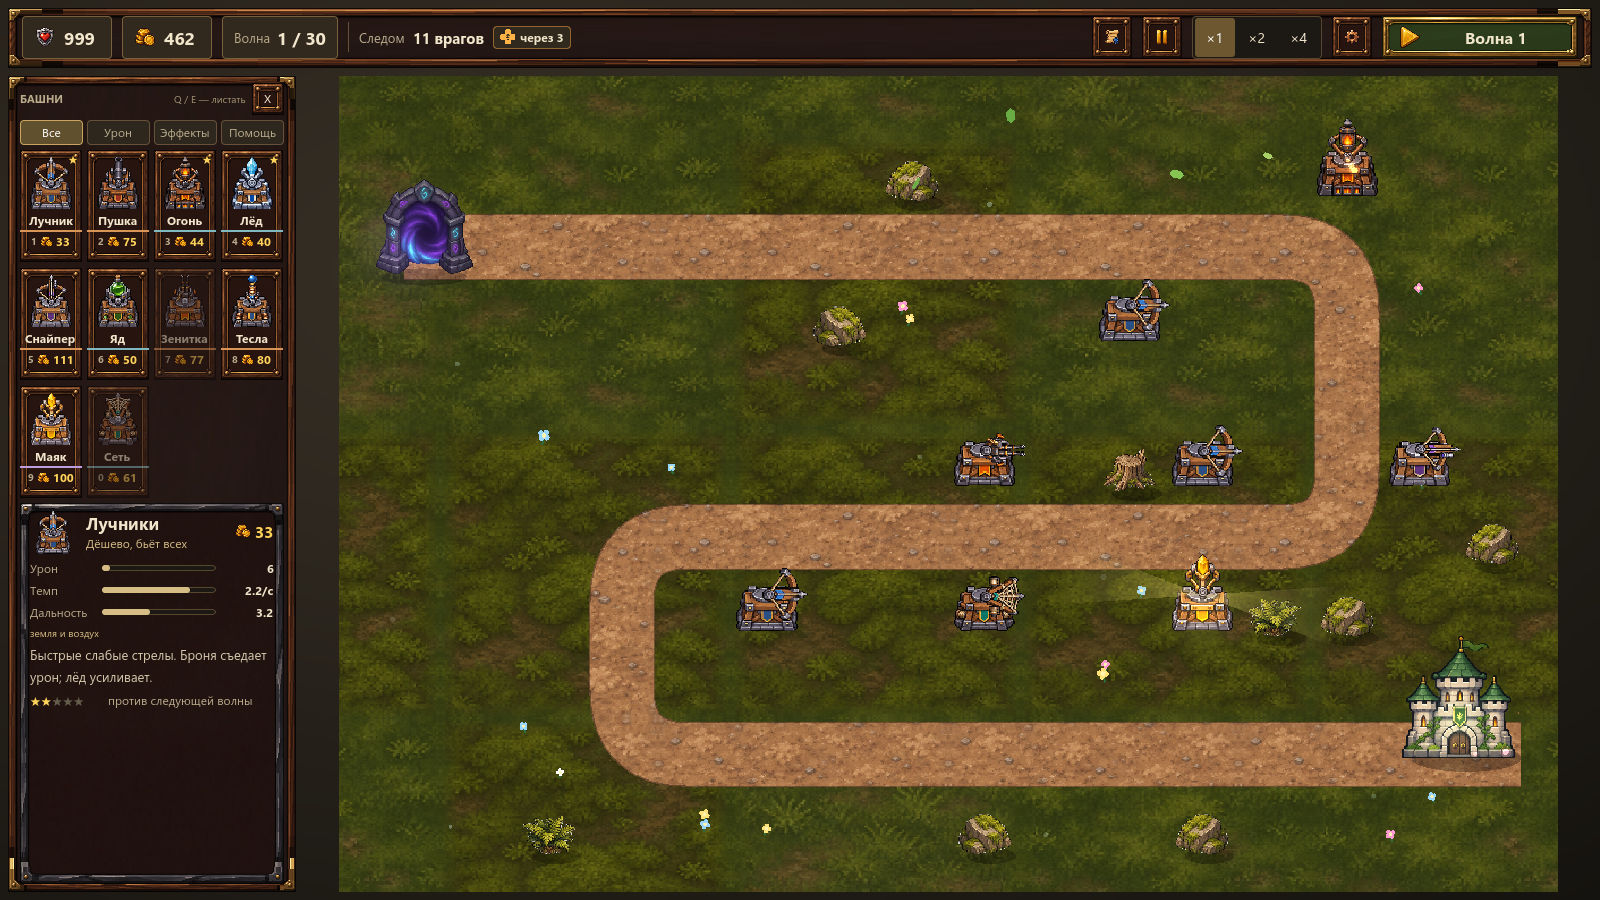 999
462
Волна 1 / 30
Следом 11 врагов
через 3
×1
×2
×4
Волна 1
БАШНИ
Q / E — листать
X
Все
Урон
Эффекты
Помощь
Лучник
Пушка
Огонь
Лёд
1 33
2 75
3 44
4 40
Снайпер
Яд
Зенитка
Тесла
5 111
6 50
7 77
8 80
Маяк
Сеть
9 100
0 61
Лучники
33
Дёшево, бьёт всех
Урон 6
Темп 2.2/с
Дальность 3.2
земля и воздух
Быстрые слабые стрелы. Броня съедает
урон; лёд усиливает.
★★★★★ против следующей волны